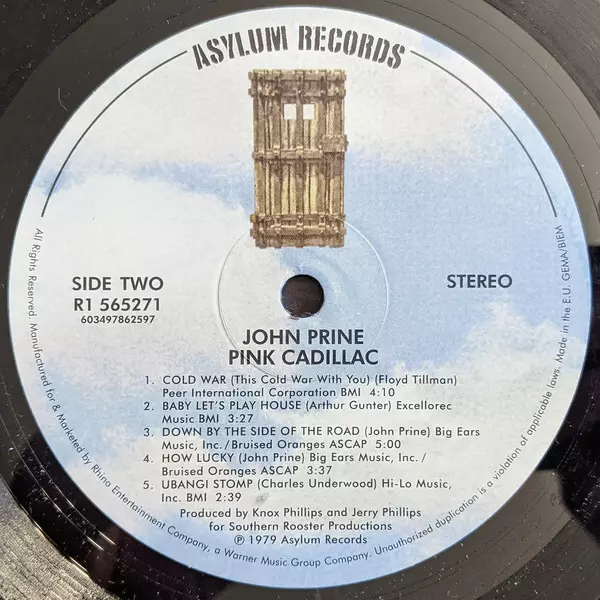 ASYLUM RECORDS
SIDE TWO
R1 565271
603497862597
STEREO
JOHN PRINE
PINK CADILLAC
1. COLD WAR (This Cold War With You) (Floyd Tillman)
Peer International Corporation BMI 4:10
2. BABY LET'S PLAY HOUSE (Arthur Gunter) Excellorec
Music BMI 3:27
3. DOWN BY THE SIDE OF THE ROAD (John Prine) Big Ears
Music, Inc./Bruised Oranges ASCAP 5:00
4. HOW LUCKY (John Prine) Big Ears Music, Inc./
Bruised Oranges ASCAP 3:37
5. UBANGI STOMP (Charles Underwood) Hi-Lo Music,
Inc. BMI 2:39
Produced by Knox Phillips and Jerry Phillips
for Southern Rooster Productions
℗ 1979 Asylum Records
All Rights Reserved. Manufactured for & Marketed by Rhino Entertainment Company, a Warner Music Group Company. Unauthorized duplication is a violation of applicable laws. Made in the E.U. GEMA/BIEM